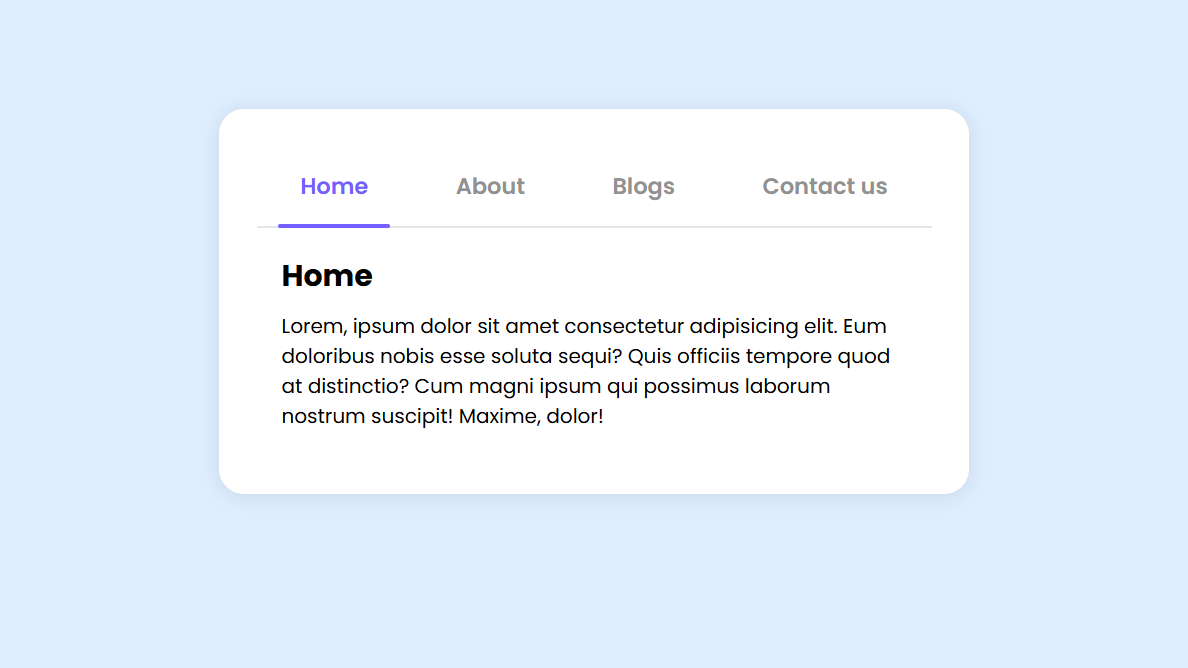 Home About Blogs Contact us
Home
Lorem, ipsum dolor sit amet consectetur adipisicing elit. Eum
doloribus nobis esse soluta sequi? Quis officiis tempore quod
at distinctio? Cum magni ipsum qui possimus laborum
nostrum suscipit! Maxime, dolor!